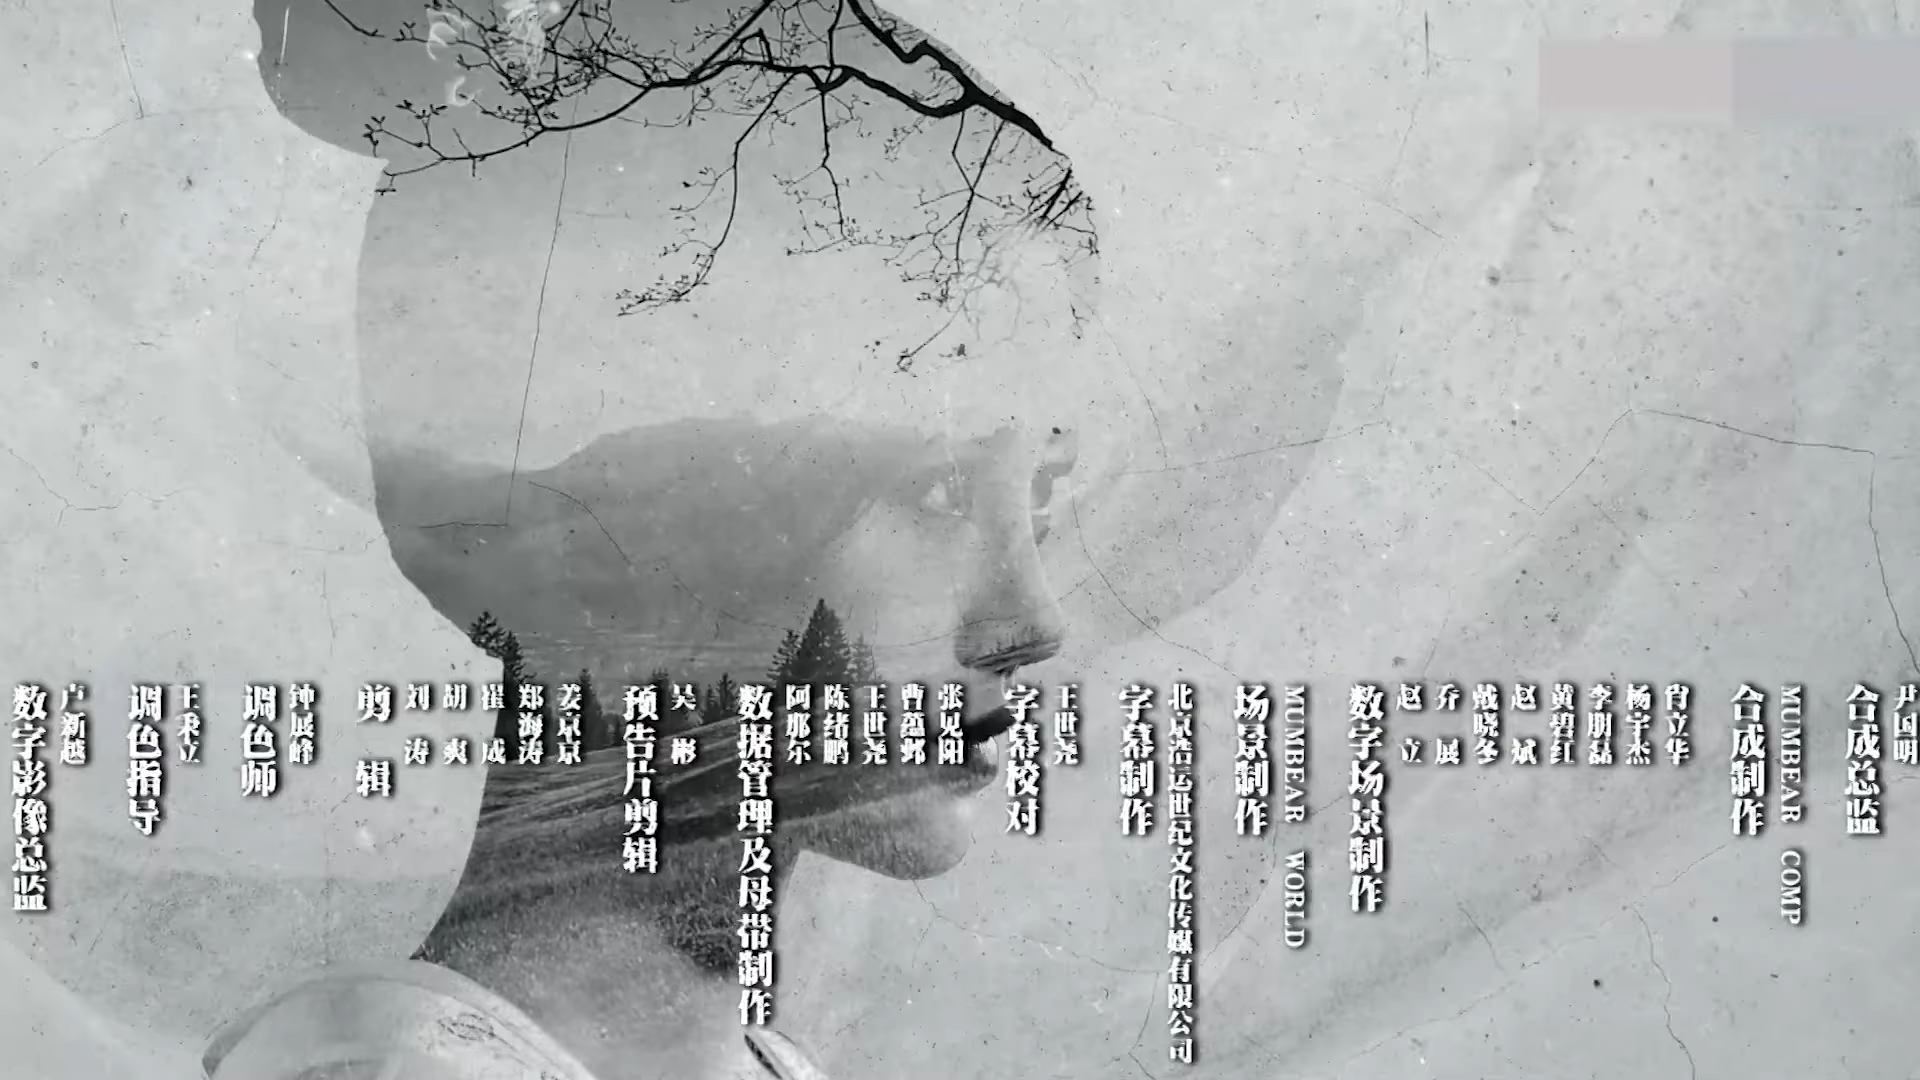 数字影像总监
卢新越
调色指导
王秉立
调色师
钟展峰
剪辑
刘涛
胡爽
崔成
郑海涛
姜京京
预告片剪辑
吴彬
数据管理及母带制作
阿那尔
陈绪鹏
王世尧
曹蕴邺
张见阳
字幕校对
王世尧
字幕制作
北京浩运世纪文化传媒有限公司
场景制作
MUMBEAR WORLD
数字场景制作
赵立
乔展
戴晓冬
赵斌
黄碧红
李朋磊
杨宇杰
肖立华
合成制作
MUMBEAR COMP
合成总监
尹国明